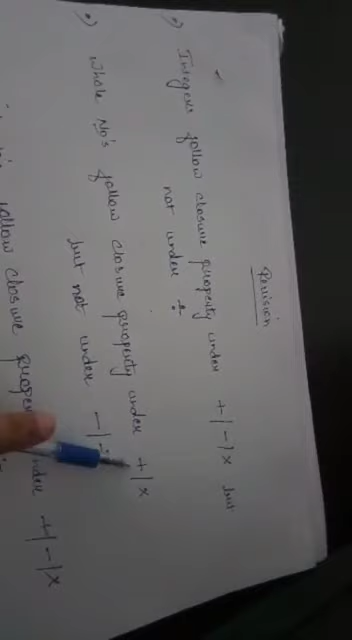 Revision
•) Integers follow closure property under +/-/x but
not under ÷
•) Whole No's follow closure property under +/x
but not under -/
follow closure under +/-/x